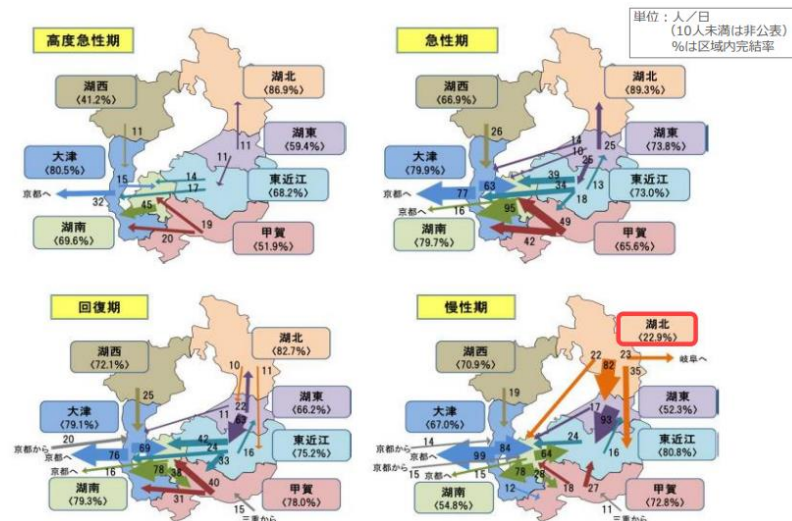 単位：人／日
（10人未満は非公表）
％は区域内完結率
高度急性期
湖西
〈41.2％〉
湖北
〈86.9％〉
大津
〈80.5％〉
湖東
〈59.4％〉
東近江
〈68.2％〉
湖南
〈69.6％〉
甲賀
〈51.9％〉
京都へ
11
11
11
15
14
17
32
45
19
20
急性期
湖西
〈66.9％〉
湖北
〈89.3％〉
大津
〈79.9％〉
湖東
〈73.8％〉
東近江
〈73.0％〉
湖南
〈79.7％〉
甲賀
〈65.6％〉
京都へ
京都へ
26
14
10
25
25
39
34
13
63
77
16
18
95
49
42
回復期
湖西
〈72.1％〉
湖北
〈82.7％〉
大津
〈79.1％〉
湖東
〈66.2％〉
東近江
〈75.2％〉
湖南
〈79.3％〉
甲賀
〈78.0％〉
京都から
京都へ
京都へ
三重から
10
11
25
22
11
20
69
42
24
16
76
33
16
78
38
40
31
15
慢性期
湖西
〈70.9％〉
湖北
〈22.9％〉
大津
〈67.0％〉
湖東
〈52.3％〉
東近江
〈80.8％〉
湖南
〈54.8％〉
甲賀
〈72.8％〉
岐阜へ
京都から
京都へ
京都から
三重から
22
23
82
35
19
17
93
14
84
24
16
99
64
15
15
78
28
12
18
27
11